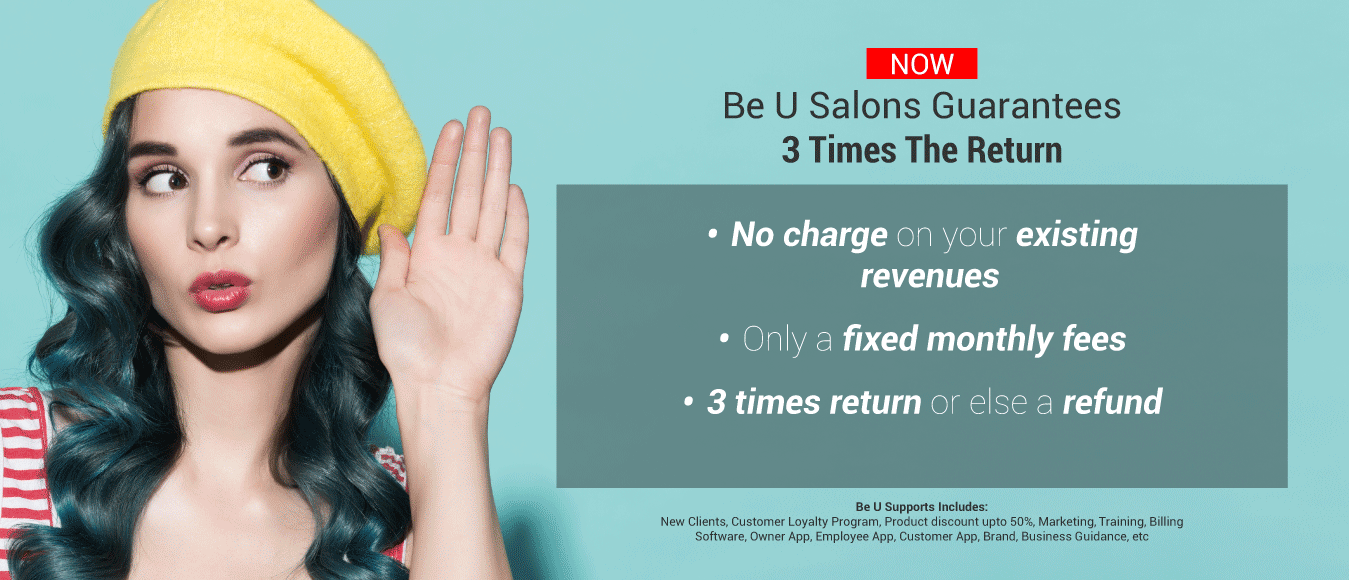 NOW
Be U Salons Guarantees
3 Times The Return
• No charge on your existing
revenues
• Only a fixed monthly fees
• 3 times return or else a refund
Be U Supports Includes:
New Clients, Customer Loyalty Program, Product discount upto 50%, Marketing, Training, Billing
Software, Owner App, Employee App, Customer App, Brand, Business Guidance, etc